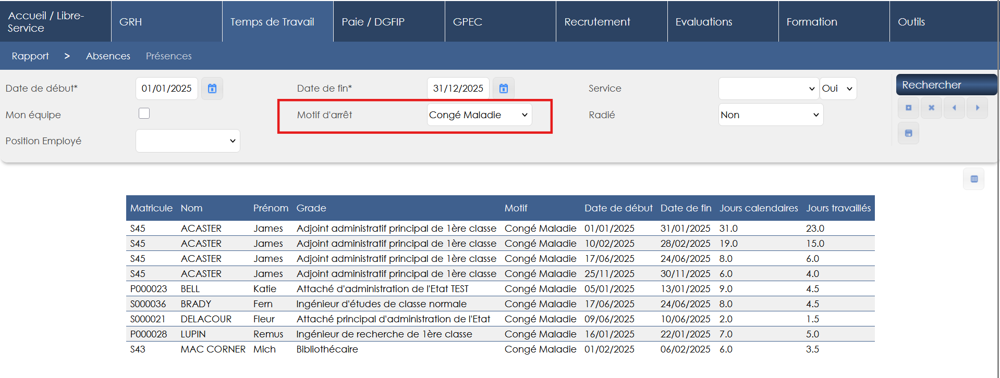 Accueil / Libre-Service GRH Temps de Travail Paie / DGFIP GPEC Recrutement Evaluations Formation Outils
Rapport > Absences Présences
Date de début* 01/01/2025 Date de fin* 31/12/2025 Service Oui Rechercher
Mon équipe Motif d'arrêt Congé Maladie Radié Non
Position Employé
Matricule Nom Prénom Grade Motif Date de début Date de fin Jours calendaires Jours travaillés
S45 ACASTER James Adjoint administratif principal de 1ère classe Congé Maladie 01/01/2025 31/01/2025 31.0 23.0
S45 ACASTER James Adjoint administratif principal de 1ère classe Congé Maladie 10/02/2025 28/02/2025 19.0 15.0
S45 ACASTER James Adjoint administratif principal de 1ère classe Congé Maladie 17/06/2025 24/06/2025 8.0 6.0
S45 ACASTER James Adjoint administratif principal de 1ère classe Congé Maladie 25/11/2025 30/11/2025 6.0 4.0
P000023 BELL Katie Attaché d'administration de l'Etat TEST Congé Maladie 05/01/2025 13/01/2025 9.0 4.5
S000036 BRADY Fern Ingénieur d'études de classe normale Congé Maladie 17/06/2025 24/06/2025 8.0 4.5
S000021 DELACOUR Fleur Attaché principal d'administration de l'Etat Congé Maladie 09/06/2025 10/06/2025 2.0 1.5
P000028 LUPIN Remus Ingénieur de recherche de 1ère classe Congé Maladie 16/01/2025 22/01/2025 7.0 5.0
S43 MAC CORNER Mich Bibliothécaire Congé Maladie 01/02/2025 06/02/2025 6.0 3.5